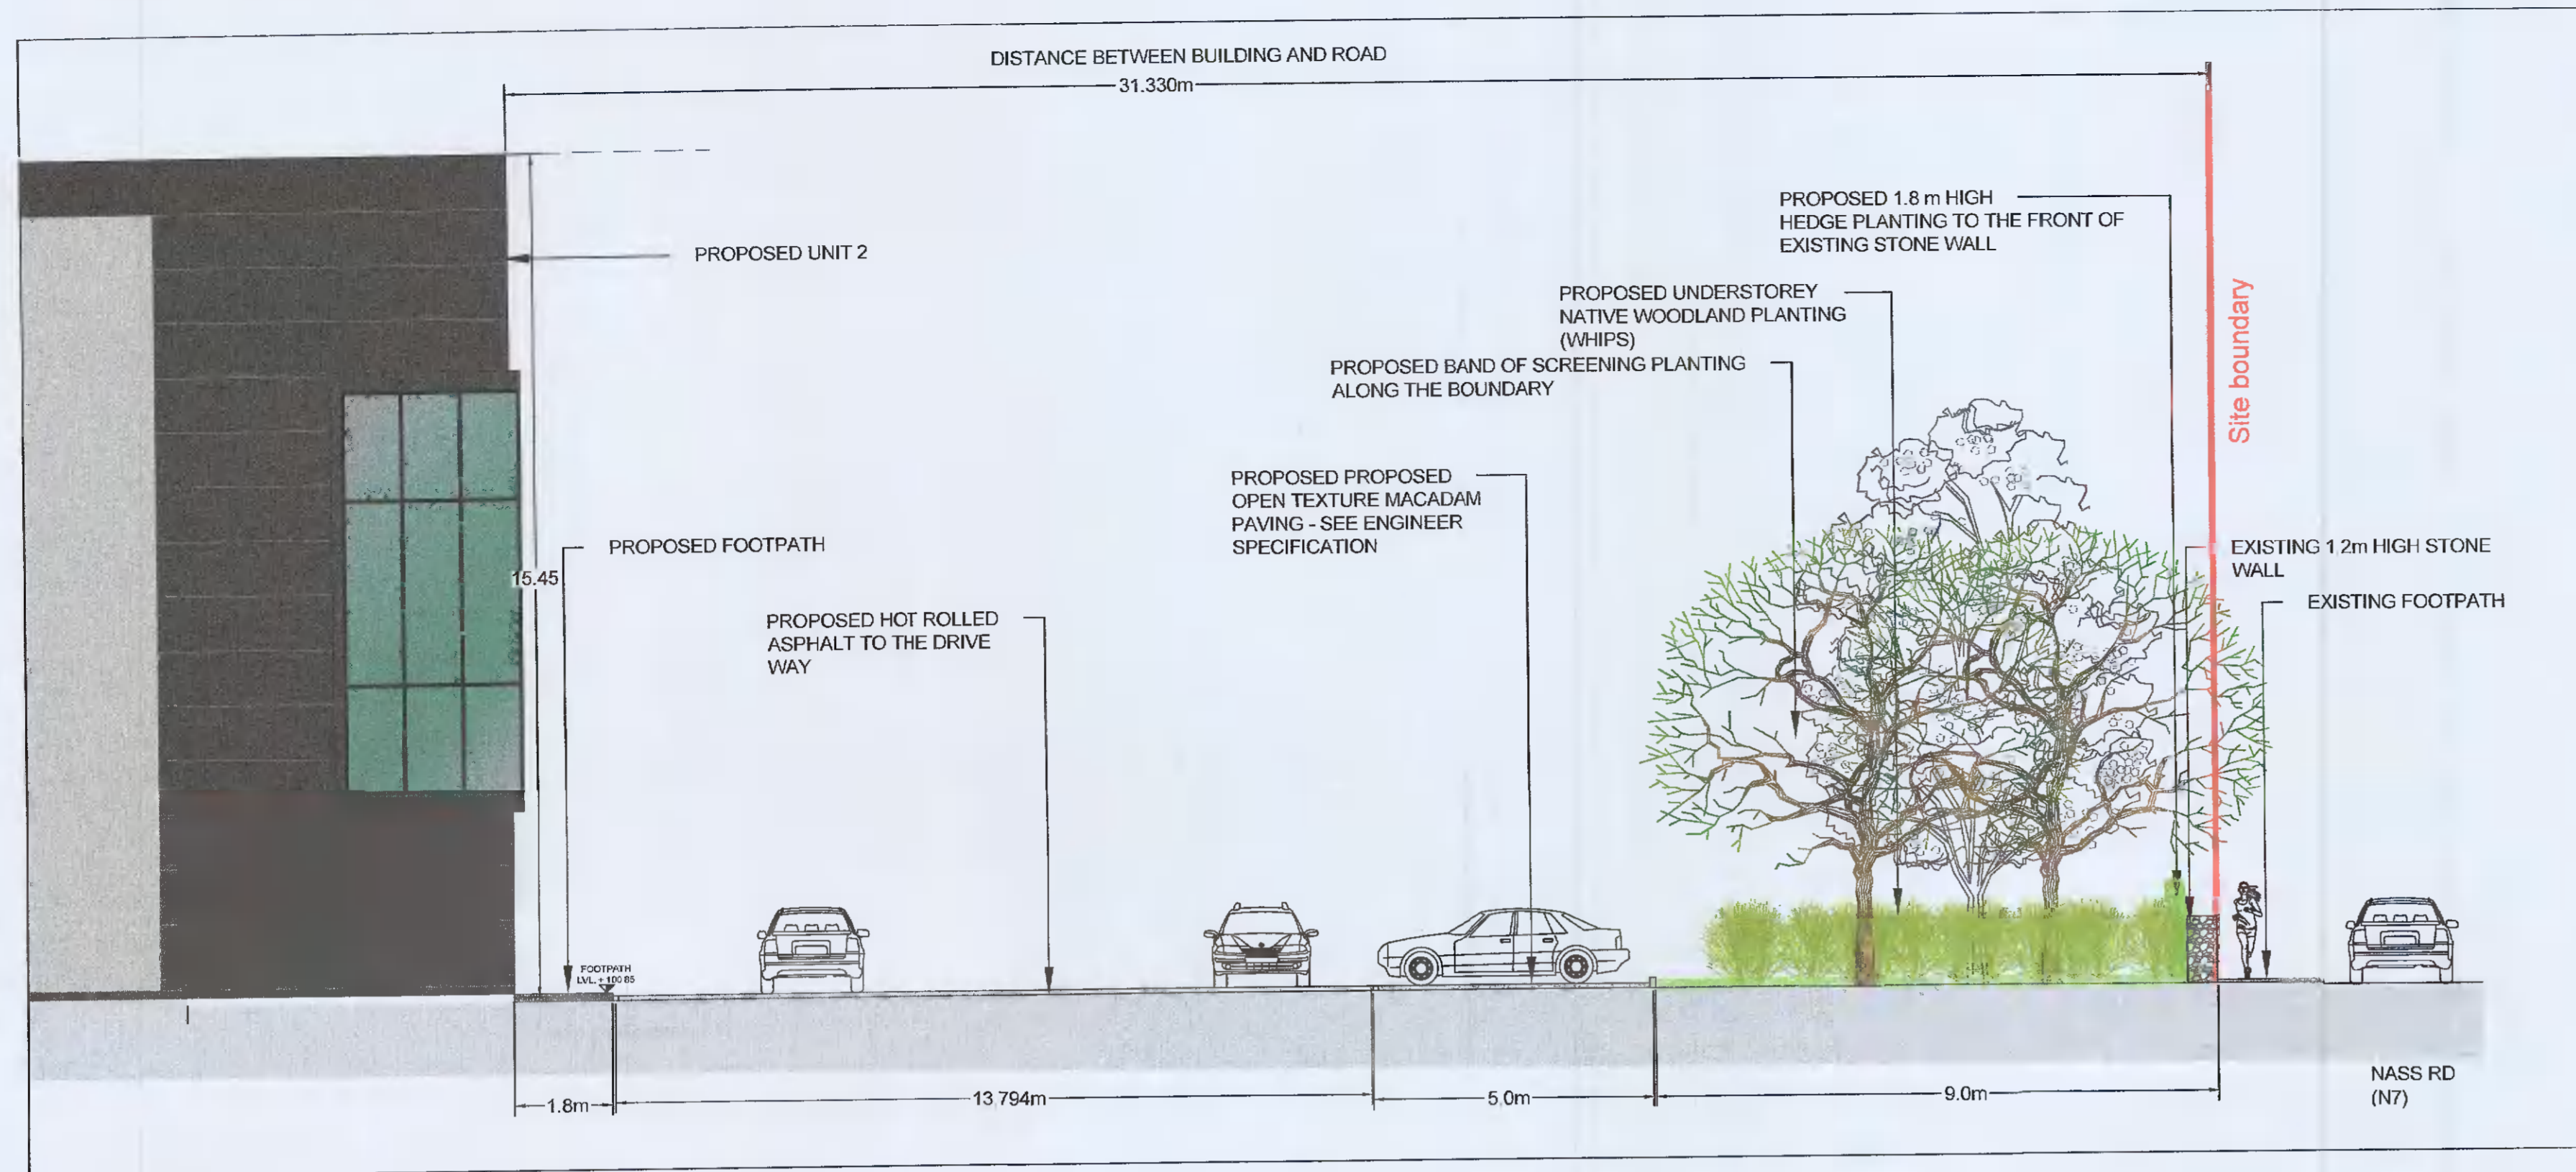 DISTANCE BETWEEN BUILDING AND ROAD
31.330m
PROPOSED 1.8 m HIGH
HEDGE PLANTING TO THE FRONT OF
EXISTING STONE WALL
PROPOSED UNIT 2
PROPOSED UNDERSTOREY
NATIVE WOODLAND PLANTING
(WHIPS)
Site boundary
PROPOSED BAND OF SCREENING PLANTING
ALONG THE BOUNDARY
PROPOSED PROPOSED
OPEN TEXTURE MACADAM
PAVING - SEE ENGINEER
SPECIFICATION
PROPOSED FOOTPATH
EXISTING 1.2m HIGH STONE
WALL
15.45
EXISTING FOOTPATH
PROPOSED HOT ROLLED
ASPHALT TO THE DRIVE
WAY
FOOTPATH
LVL. + 100 85
NASS RD
(N7)
1.8m
13.794m
5.0m
9.0m